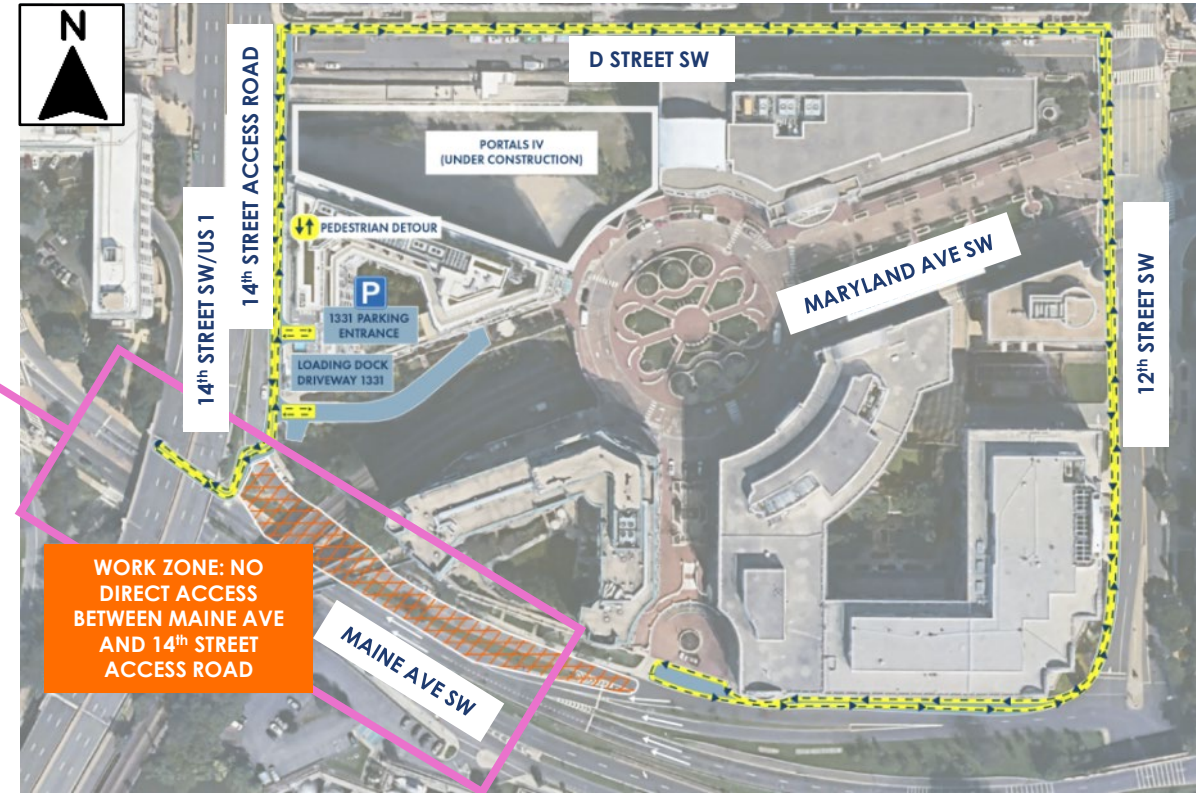 N
D STREET SW
14th STREET ACCESS ROAD
PORTALS IV
(UNDER CONSTRUCTION)
14th STREET SW/US 1
PEDESTRIAN DETOUR
MARYLAND AVE SW
12th STREET SW
P
1331 PARKING
ENTRANCE
LOADING DOCK
DRIVEWAY 1331
WORK ZONE: NO
DIRECT ACCESS
BETWEEN MAINE AVE
AND 14th STREET
ACCESS ROAD
MAINE AVE SW